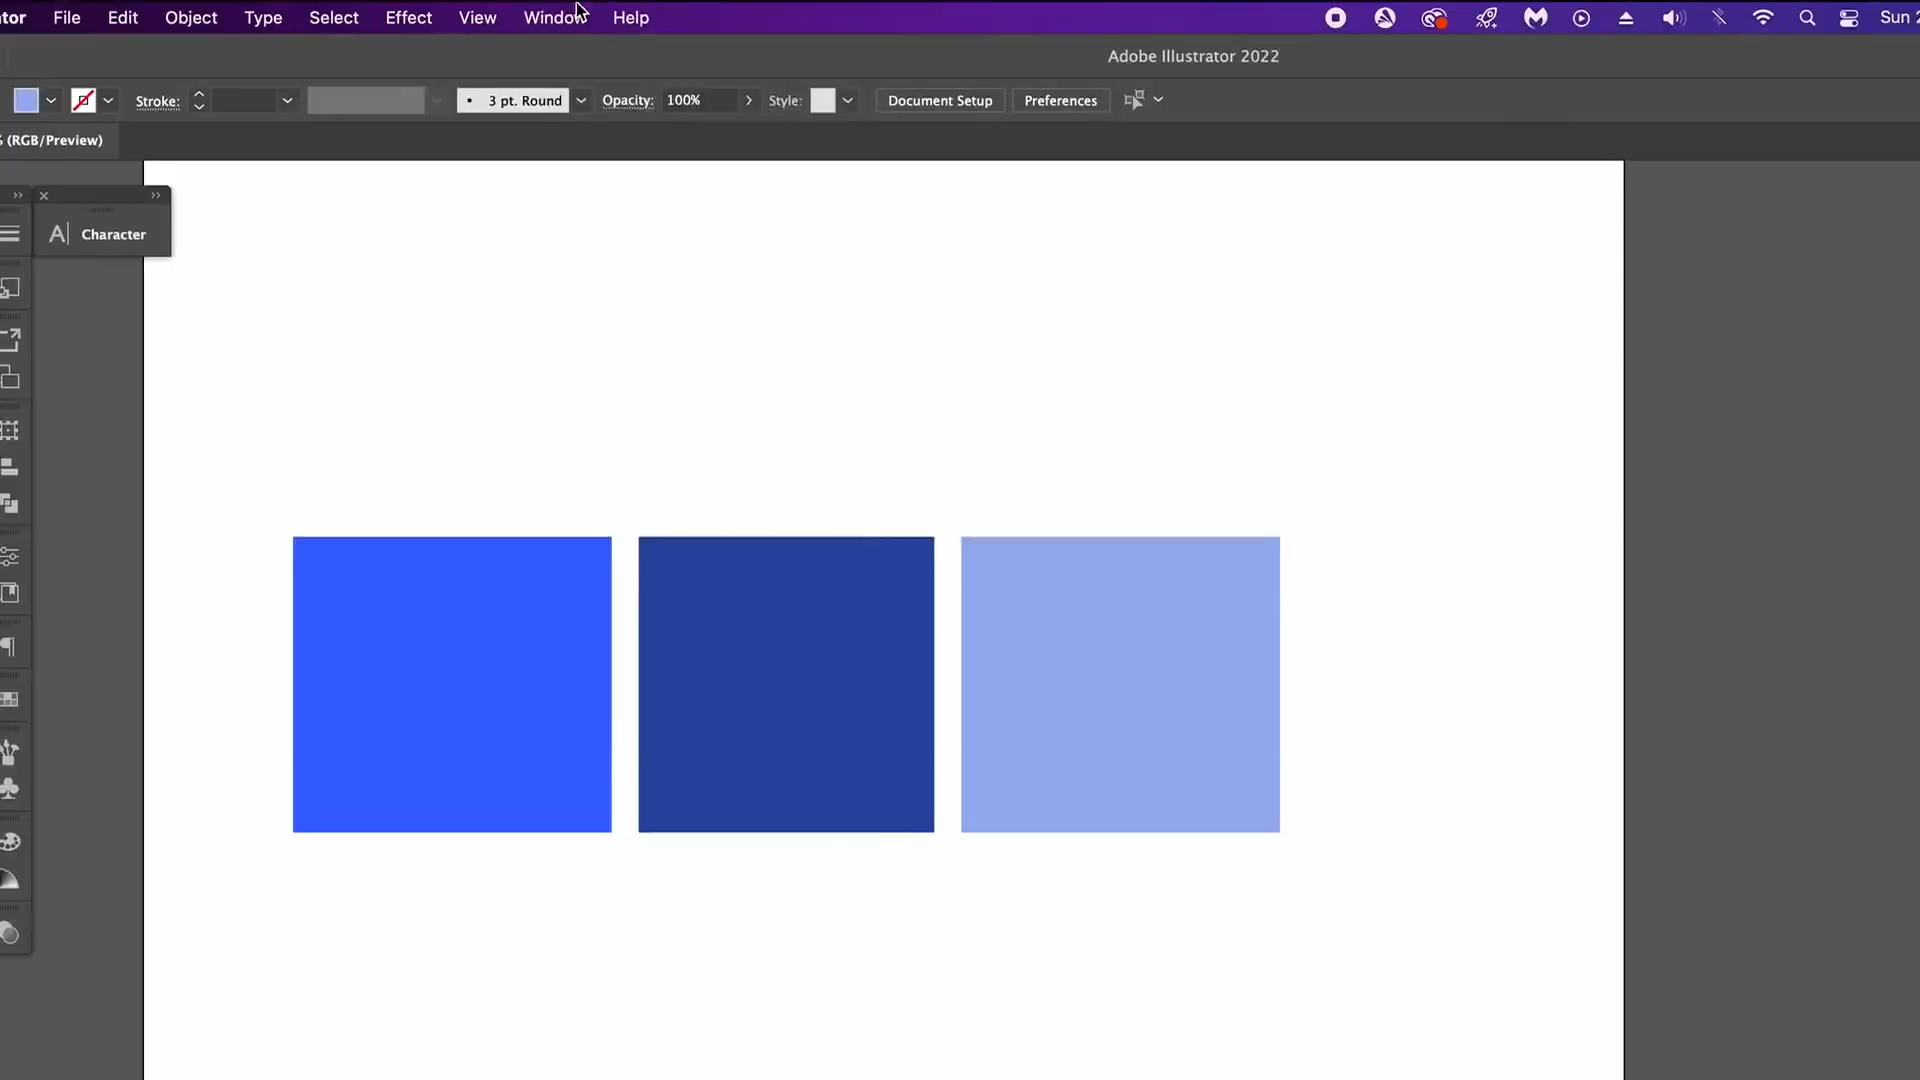 tor File Edit Object Type Select Effect View Window Help Sun 2
Adobe Illustrator 2022
Stroke: 3 pt. Round Opacity: 100% Style: Document Setup Preferences
% (RGB/Preview)
A Character